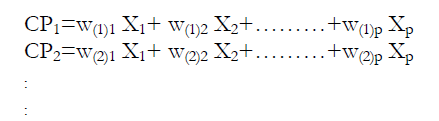 CP₁=w₍₁₎₁ X₁+ w₍₁₎₂ X₂+………+w₍₁₎ₚ Xₚ
CP₂=w₍₂₎₁ X₁+ w₍₂₎₂ X₂+………+w₍₂₎ₚ Xₚ
:
: